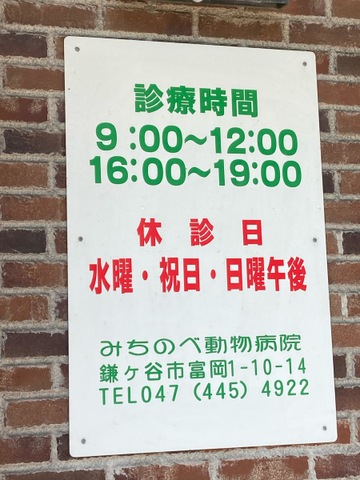 診療時間
9:00～12:00
16:00～19:00
休診日
水曜・祝日・日曜午後
みちのべ動物病院
鎌ヶ谷市富岡1-10-14
TEL047 (445) 4922